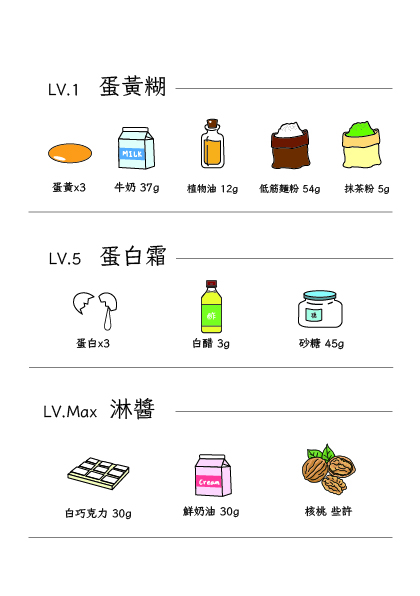 LV.1 蛋黃糊
MILK
蛋黃x3 牛奶 37g 植物油 12g 低筋麵粉 54g 抹茶粉 5g
LV.5 蛋白霜
蛋白x3 白醋 3g 砂糖 45g
LV.Max 淋醬
Cream
白巧克力 30g 鮮奶油 30g 核桃 些許